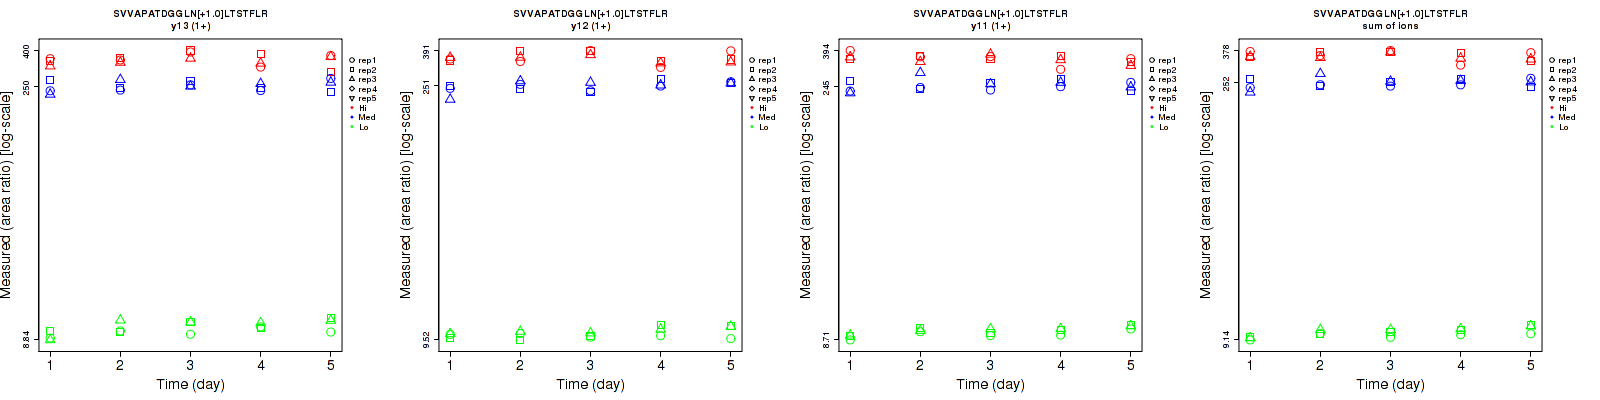 SVVAPATDGGLN[+1.0]LTSTFLR
y13 (1+)
Measured (area ratio) [log-scale]
400
250
8.84
1 2 3 4 5
Time (day)
rep1
rep2
rep3
rep4
rep5
Hi
Med
Lo
SVVAPATDGGLN[+1.0]LTSTFLR
y12 (1+)
Measured (area ratio) [log-scale]
391
251
9.52
1 2 3 4 5
Time (day)
rep1
rep2
rep3
rep4
rep5
Hi
Med
Lo
SVVAPATDGGLN[+1.0]LTSTFLR
y11 (1+)
Measured (area ratio) [log-scale]
394
245
8.71
1 2 3 4 5
Time (day)
rep1
rep2
rep3
rep4
rep5
Hi
Med
Lo
SVVAPATDGGLN[+1.0]LTSTFLR
sum of ions
Measured (area ratio) [log-scale]
378
252
9.14
1 2 3 4 5
Time (day)
rep1
rep2
rep3
rep4
rep5
Hi
Med
Lo